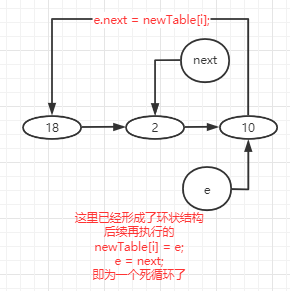 e.next = newTable[i];
next
18
2
10
e
这里已经形成了环状结构
后续再执行的
newTable[i] = e;
e = next;
即为一个死循环了